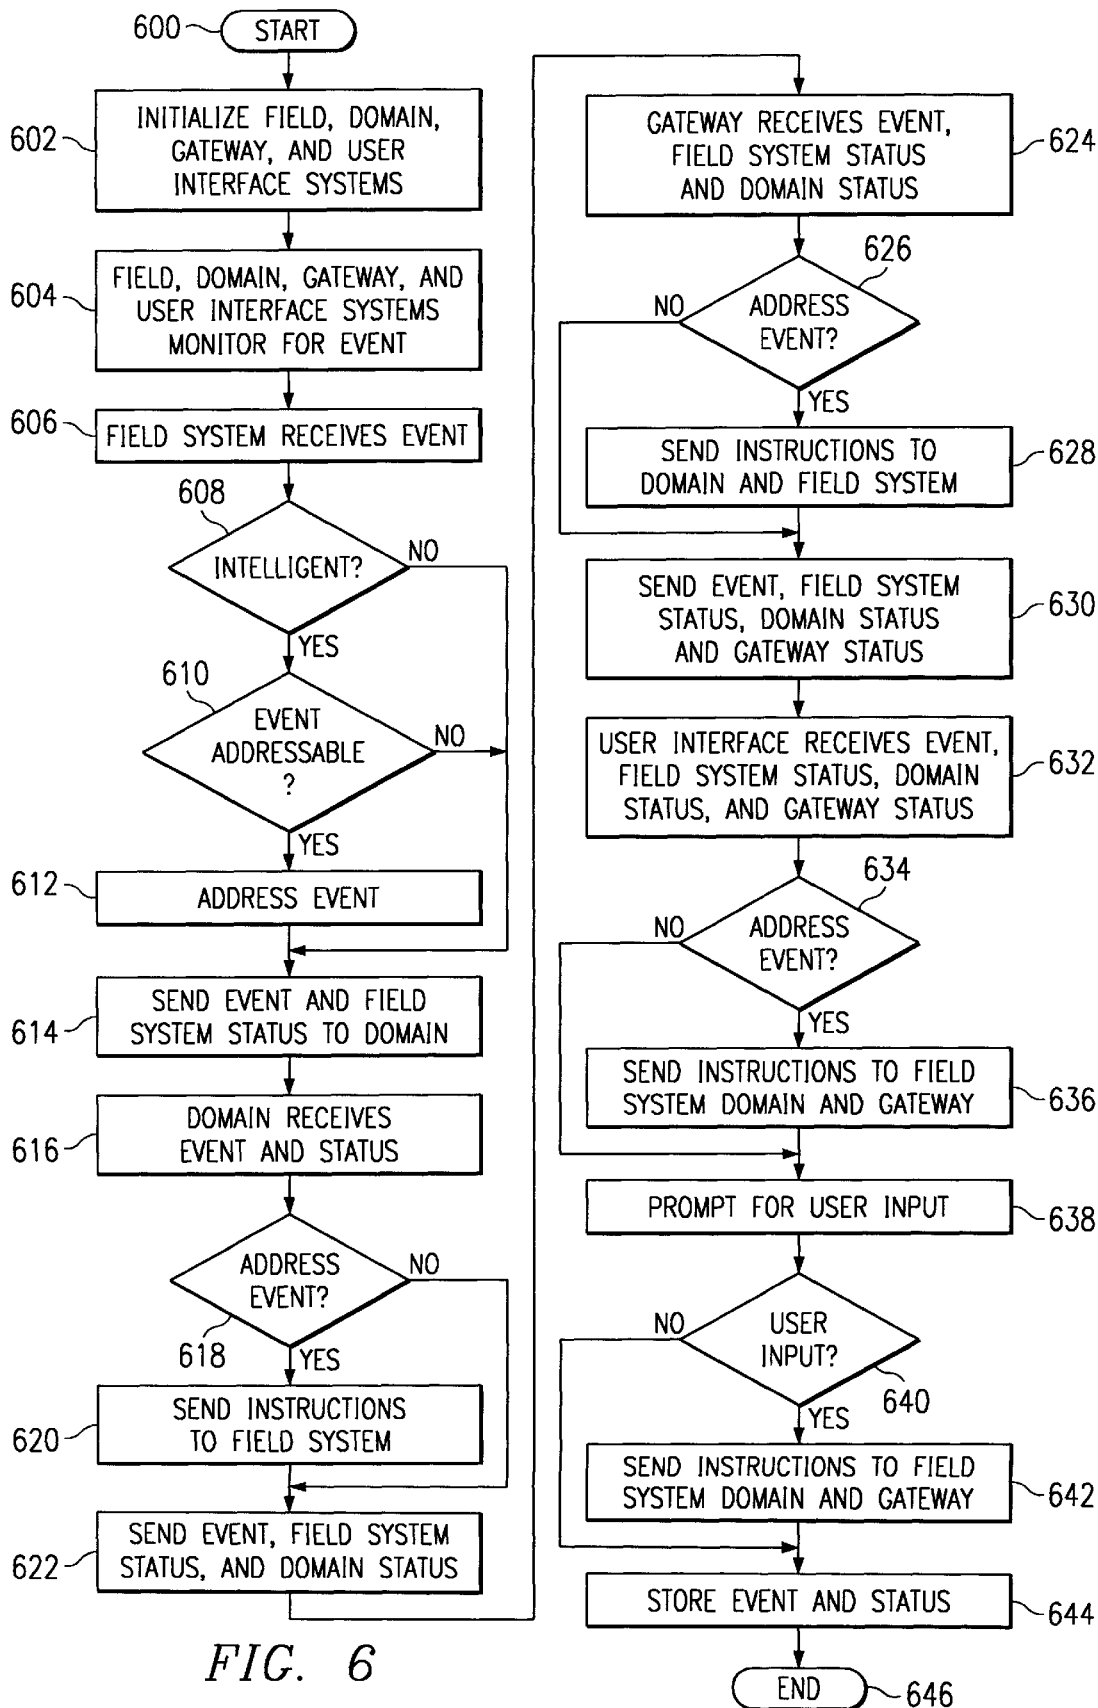 600
START
602
INITIALIZE FIELD, DOMAIN,
GATEWAY, AND USER
INTERFACE SYSTEMS
604
FIELD, DOMAIN, GATEWAY, AND
USER INTERFACE SYSTEMS
MONITOR FOR EVENT
606
FIELD SYSTEM RECEIVES EVENT
608
INTELLIGENT?
NO
YES
610
EVENT
ADDRESSABLE
?
NO
YES
612
ADDRESS EVENT
614
SEND EVENT AND FIELD
SYSTEM STATUS TO DOMAIN
616
DOMAIN RECEIVES
EVENT AND STATUS
ADDRESS
EVENT?
NO
618
YES
620
SEND INSTRUCTIONS
TO FIELD SYSTEM
622
SEND EVENT, FIELD SYSTEM
STATUS, AND DOMAIN STATUS
GATEWAY RECEIVES EVENT,
FIELD SYSTEM STATUS
AND DOMAIN STATUS
624
626
NO
ADDRESS
EVENT?
YES
SEND INSTRUCTIONS TO
DOMAIN AND FIELD SYSTEM
628
SEND EVENT, FIELD SYSTEM
STATUS, DOMAIN STATUS
AND GATEWAY STATUS
630
USER INTERFACE RECEIVES EVENT,
FIELD SYSTEM STATUS, DOMAIN
STATUS, AND GATEWAY STATUS
632
634
NO
ADDRESS
EVENT?
YES
SEND INSTRUCTIONS TO FIELD
SYSTEM DOMAIN AND GATEWAY
636
PROMPT FOR USER INPUT
638
NO
USER
INPUT?
640
YES
SEND INSTRUCTIONS TO FIELD
SYSTEM DOMAIN AND GATEWAY
642
STORE EVENT AND STATUS
644
END
646
FIG. 6